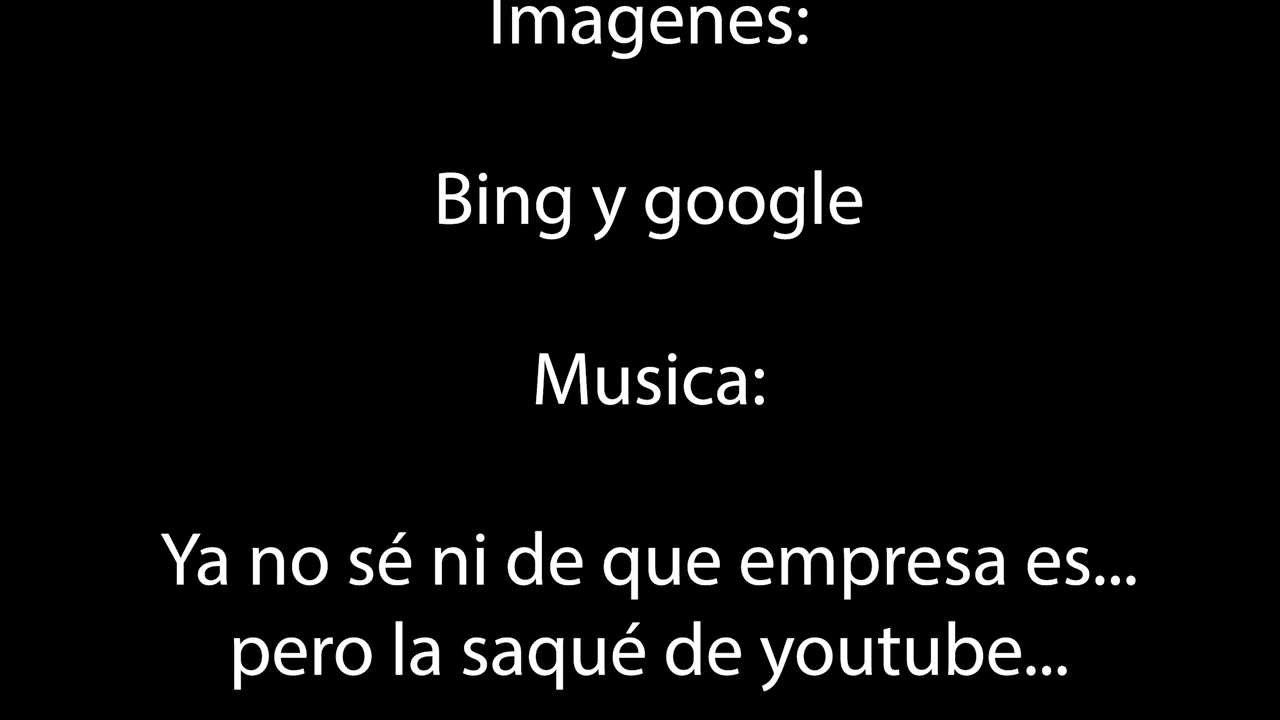 Imagenes:
Bing y google
Musica:
Ya no sé ni de que empresa es...
pero la saqué de youtube...